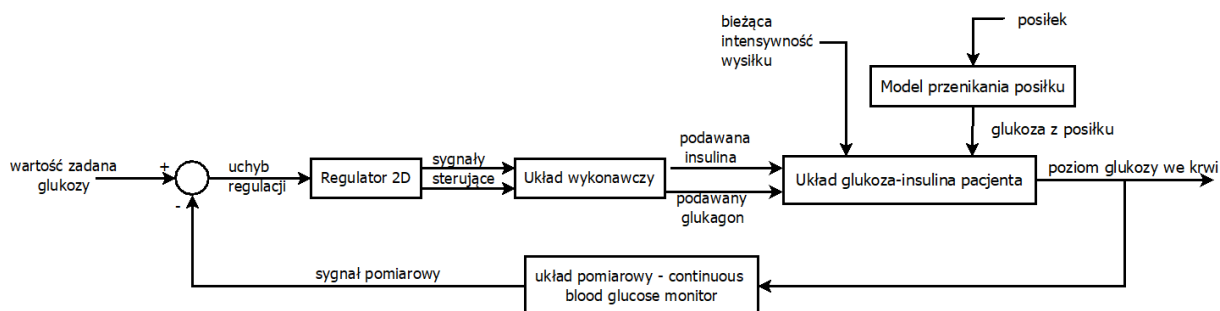 bieżąca
intensywność
wysiłku
posiłek
Model przenikania posiłku
glukoza z posiłku
wartość zadana
glukozy
+
-
uchyb
regulacji
Regulator 2D
sygnały
sterujące
Układ wykonawczy
podawana
insulina
podawany
glukagon
Układ glukoza-insulina pacjenta
poziom glukozy we krwi
sygnał pomiarowy
układ pomiarowy - continuous
blood glucose monitor